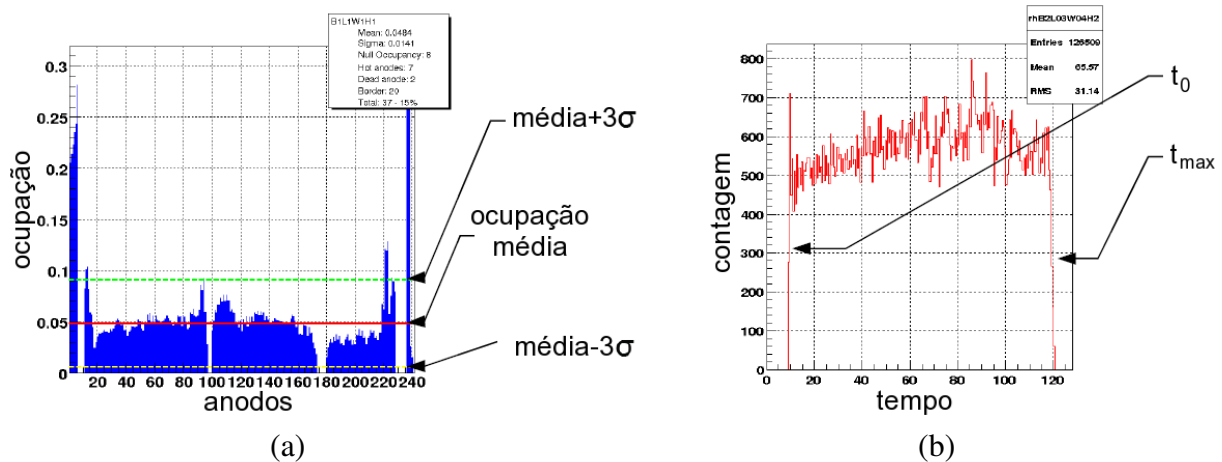 B1L1W1H1
Mean: 0.0484
Sigma: 0.0141
Null Occupancy: 8
Hot anodes: 7
Dead anode: 2
Border: 20
Total: 37 - 15%
0.3
0.25
0.2
0.15
0.1
0.05
0
20 40 60 80 100 120 140 160 180 200 220 240
ocupação
anodos
média+3σ
ocupação
média
média-3σ
(a)
rhB2L03W04H2
Entries 126609
Mean 65.57
RMS 31.14
800
700
600
500
400
300
200
100
0
0 20 40 60 80 100 120
contagem
tempo
t0
tmax
(b)